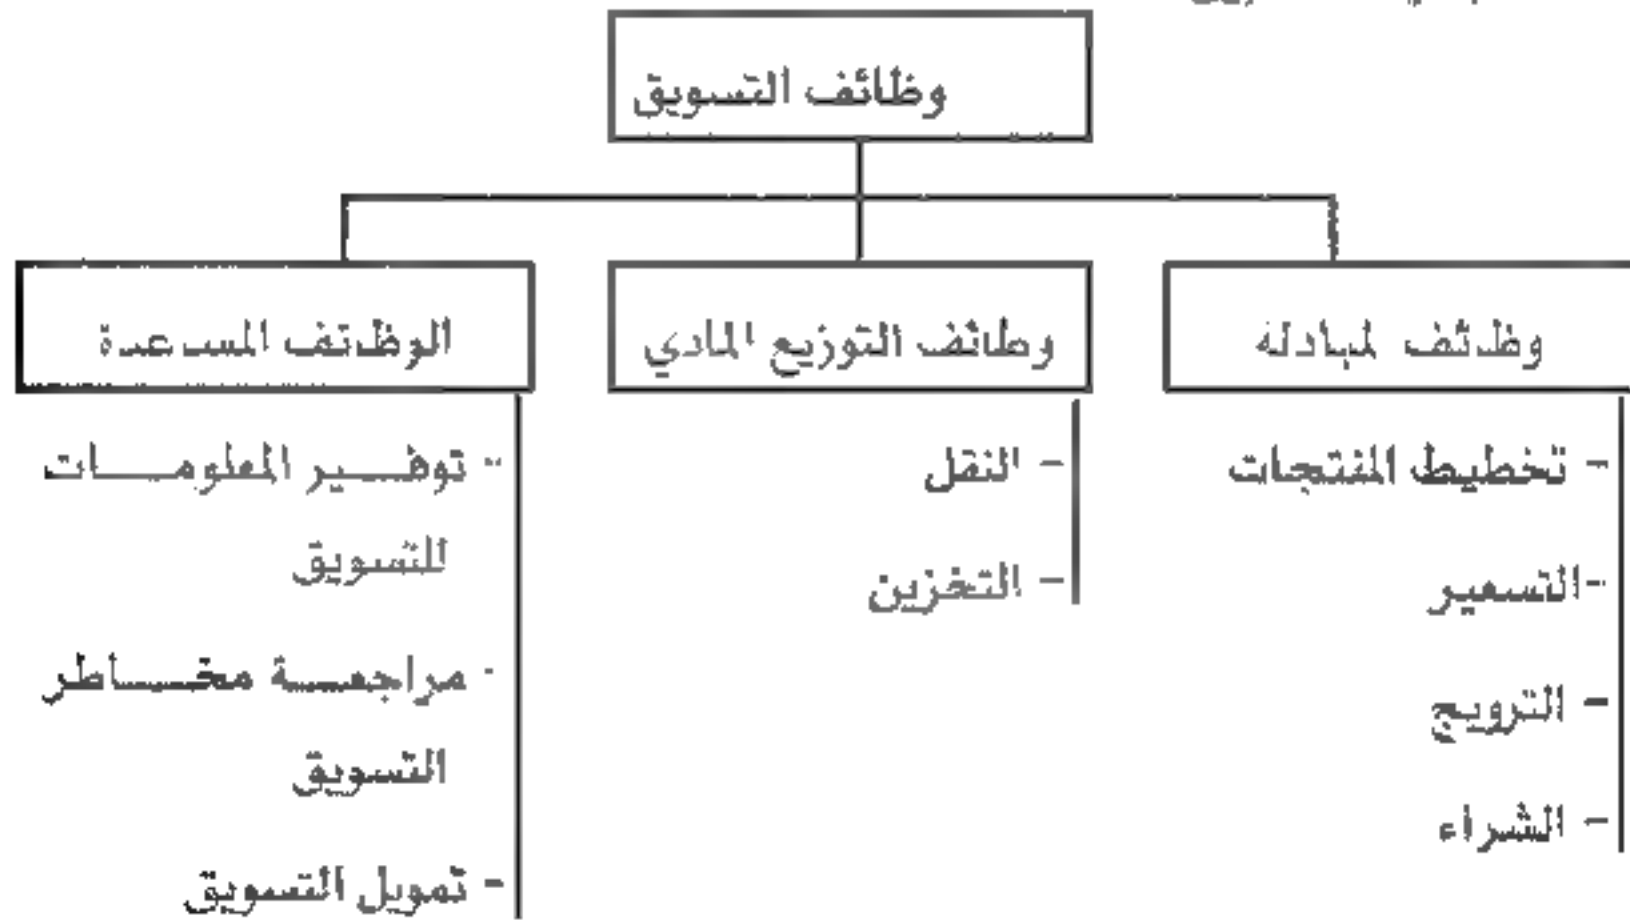 وظائف التسويق
وظائف المبادلة
وظائف التوزيع المادي
الوظائف المساعدة
- تخطيط المنتجات
- التسعير
- الترويج
- الشراء
- النقل
- التخزين
- توفير المعلومات
للتسويق
- مراجعة مخاطر
التسويق
- تمويل التسويق